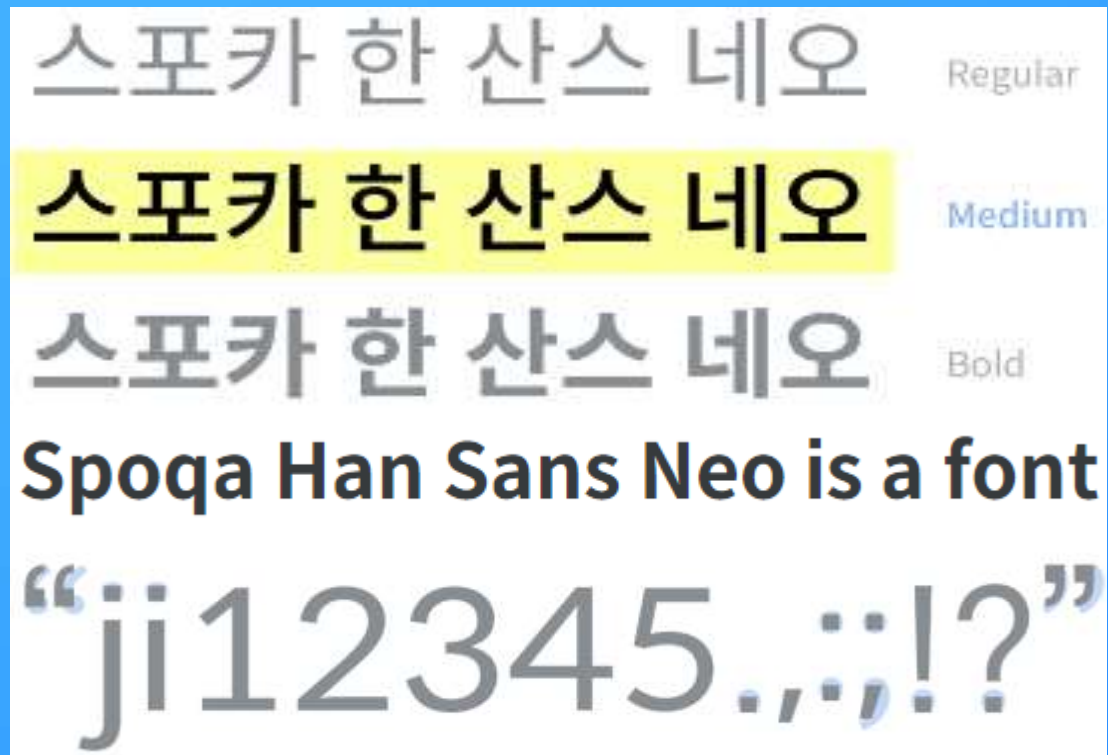 스포카 한 산스 네오 Regular
스포카 한 산스 네오 Medium
스포카 한 산스 네오 Bold
Spoqa Han Sans Neo is a font
“ji12345.,:;!?”